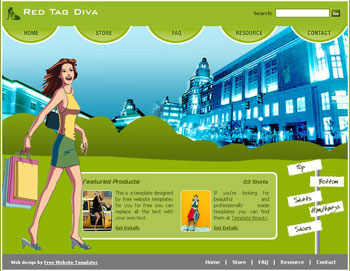 RED TAG DIVA
Search:
Go
HOME
STORE
FAQ
RESOURCE
CONTACT
Featured Products
03 Skirts
This is a template designed
by free website templates
for you for free you can
replace all the text with
your own text.
Get Details
If you're looking for
beautiful and
professionally made
templates you can find
them at Template Beauty.
Get Details
Top
Bottom
Skirts
Shoes
Web design by Free Website Templates
Home | Store | FAQ | Resource | Contact